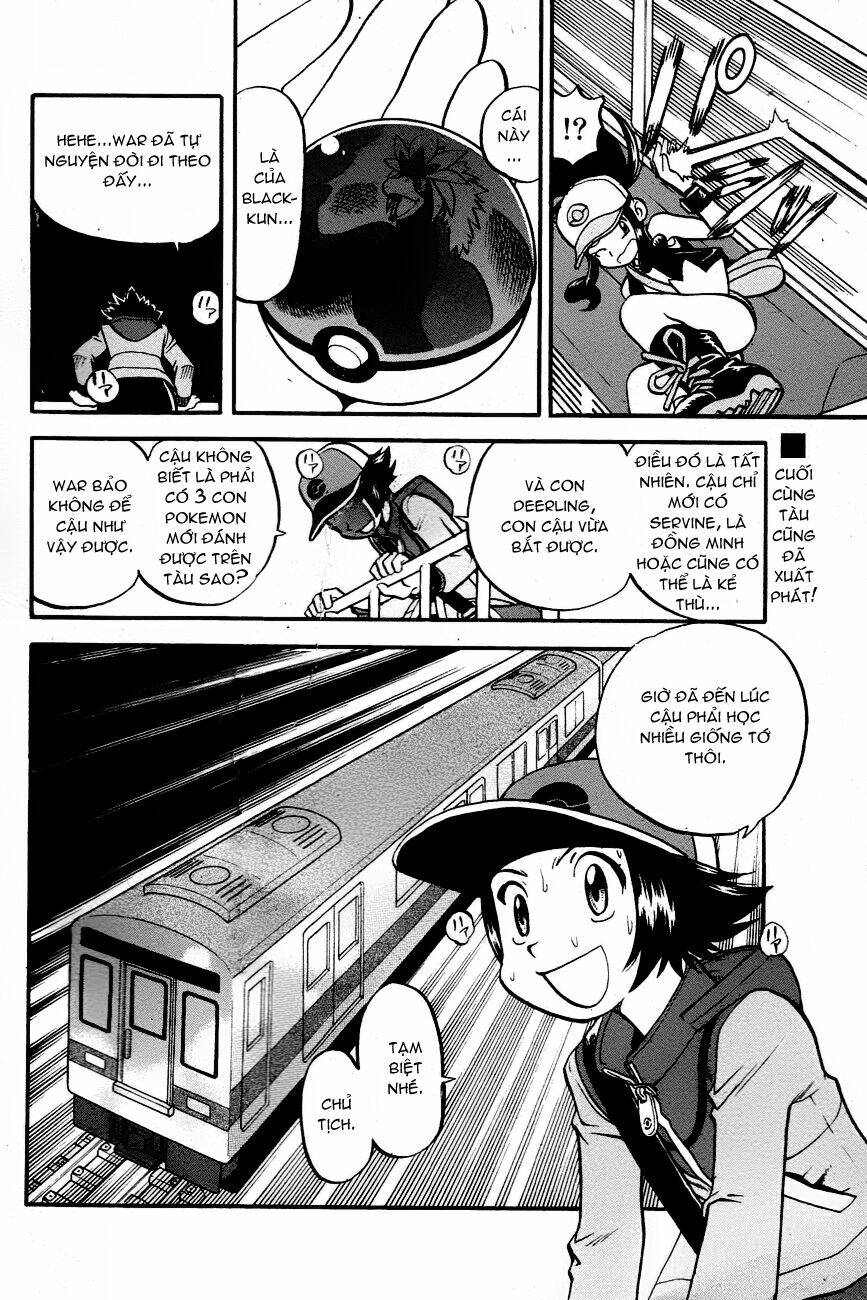 !?
CÁI
NÀY
...
LÀ
CỦA
BLACK-
KUN...
HEHE...WAR ĐÃ TỰ
NGUYỆN ĐÒI ĐI THEO
ĐẤY...
CUỐI
CÙNG
TÀU
CŨNG
ĐÃ
XUẤT
PHÁT!
ĐIỀU ĐÓ LÀ TẤT
NHIÊN. CẬU CHỈ
MỚI CÓ
SERVINE, LÀ
ĐỒNG MINH
HOẶC CŨNG CÓ
THỂ LÀ KẺ
THÙ...
VÀ CON
DEERLING,
CON CẬU VỪA
BẮT ĐƯỢC.
CẬU KHÔNG
BIẾT LÀ PHẢI
CÓ 3 CON
POKEMON
MỚI ĐÁNH
ĐƯỢC TRÊN
TÀU SAO?
WAR BẢO
KHÔNG ĐỂ
CẬU NHƯ
VẬY ĐƯỢC.
GIỜ ĐÃ ĐẾN LÚC
CẬU PHẢI HỌC
NHIỀU GIỐNG TỚ
THÔI.
TẠM
BIỆT
NHÉ.
CHỦ
TỊCH.